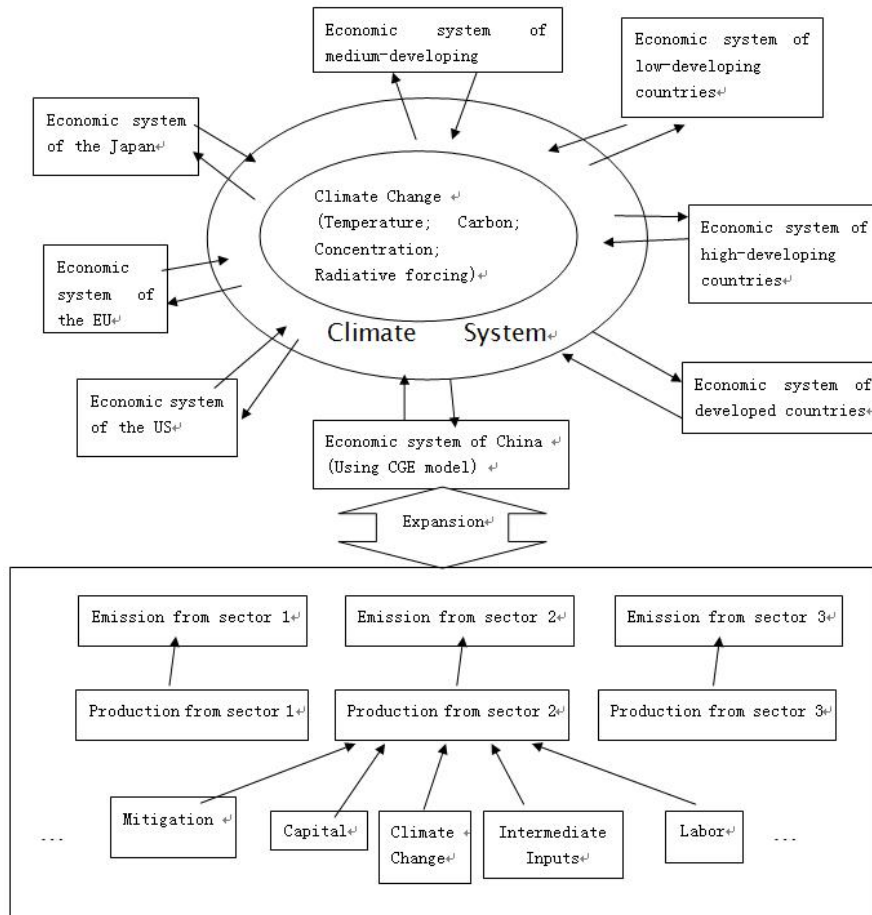 Economic system of
medium-developing
Economic system of
low-developing
countries↵
Economic system
of the Japan↵
Climate Change ↵
(Temperature; Carbon;
Concentration;
Radiative forcing)↵
Economic system of
high-developing
countries↵
Economic
system of
the EU↵
Climate System↵
Economic system of
developed countries↵
Economic system
of the US↵
Economic system of China ↵
(Using CGE model) ↵
Expansion↵
Emission from sector 1↵
Emission from sector 2↵
Emission from sector 3↵
Production from sector 1↵
Production from sector 2↵
Production from sector 3↵
...
Mitigation ↵
Capital↵
Climate ↵
Change↵
Intermediate
Inputs↵
Labor↵
...